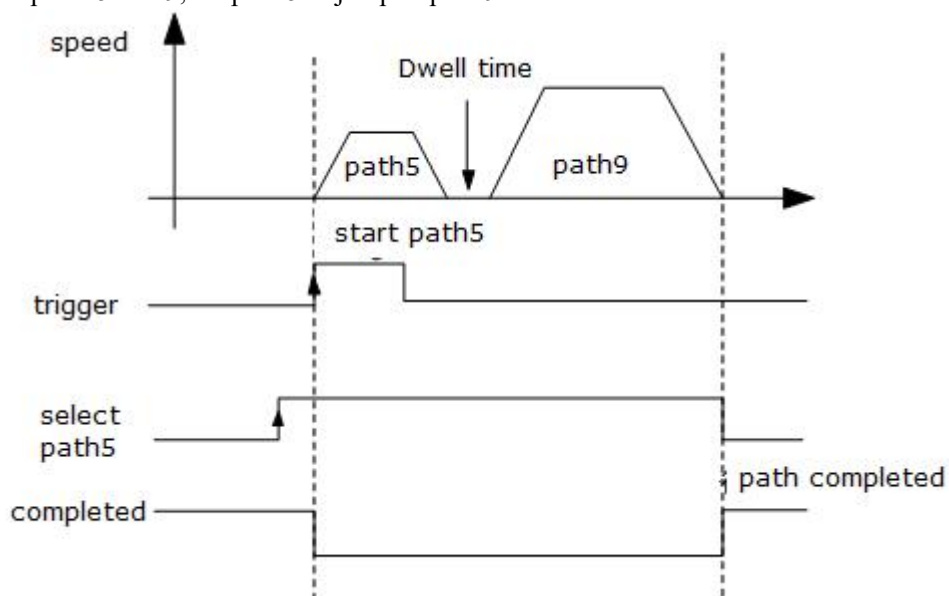 speed
Dwell time
path5
path9
start path5
trigger
select
path5
path completed
completed